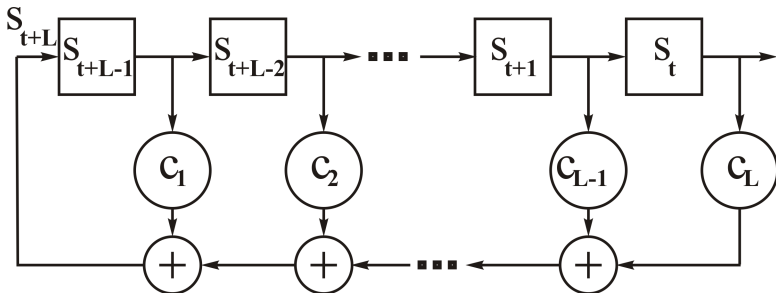 S_{t+L}
S_{t+L-1}
S_{t+L-2}
S_{t+1}
S_t
C_1
C_2
C_{L-1}
C_L
+
+
+